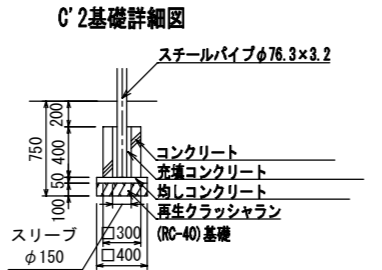 C'2基礎詳細図
スチールパイプφ76.3×3.2
200
750
400
50
100
コンクリート
充填コンクリート
均しコンクリート
再生クラッシャラン
(RC-40)基礎
スリーブ
φ150
□300
□400